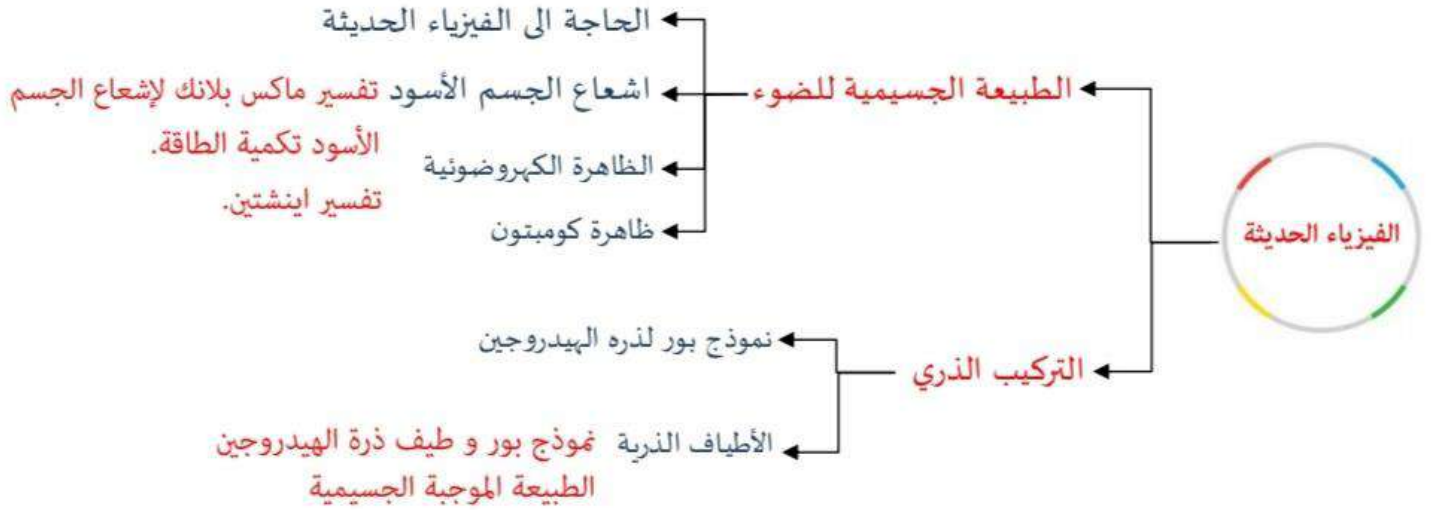 الفيزياء الحديثة
الطبيعة الجسيمية للضوء
الحاجة الى الفيزياء الحديثة
اشعاع الجسم الأسود تفسير ماكس بلانك لإشعاع الجسم
الأسود تكمية الطاقة.
الظاهرة الكهروضوئية
تفسير اينشتين.
ظاهرة كومبتون
التركيب الذري
نموذج بور لذره الهيدروجين
الأطياف الذرية نموذج بور و طيف ذرة الهيدروجين
الطبيعة الموجبة الجسيمية